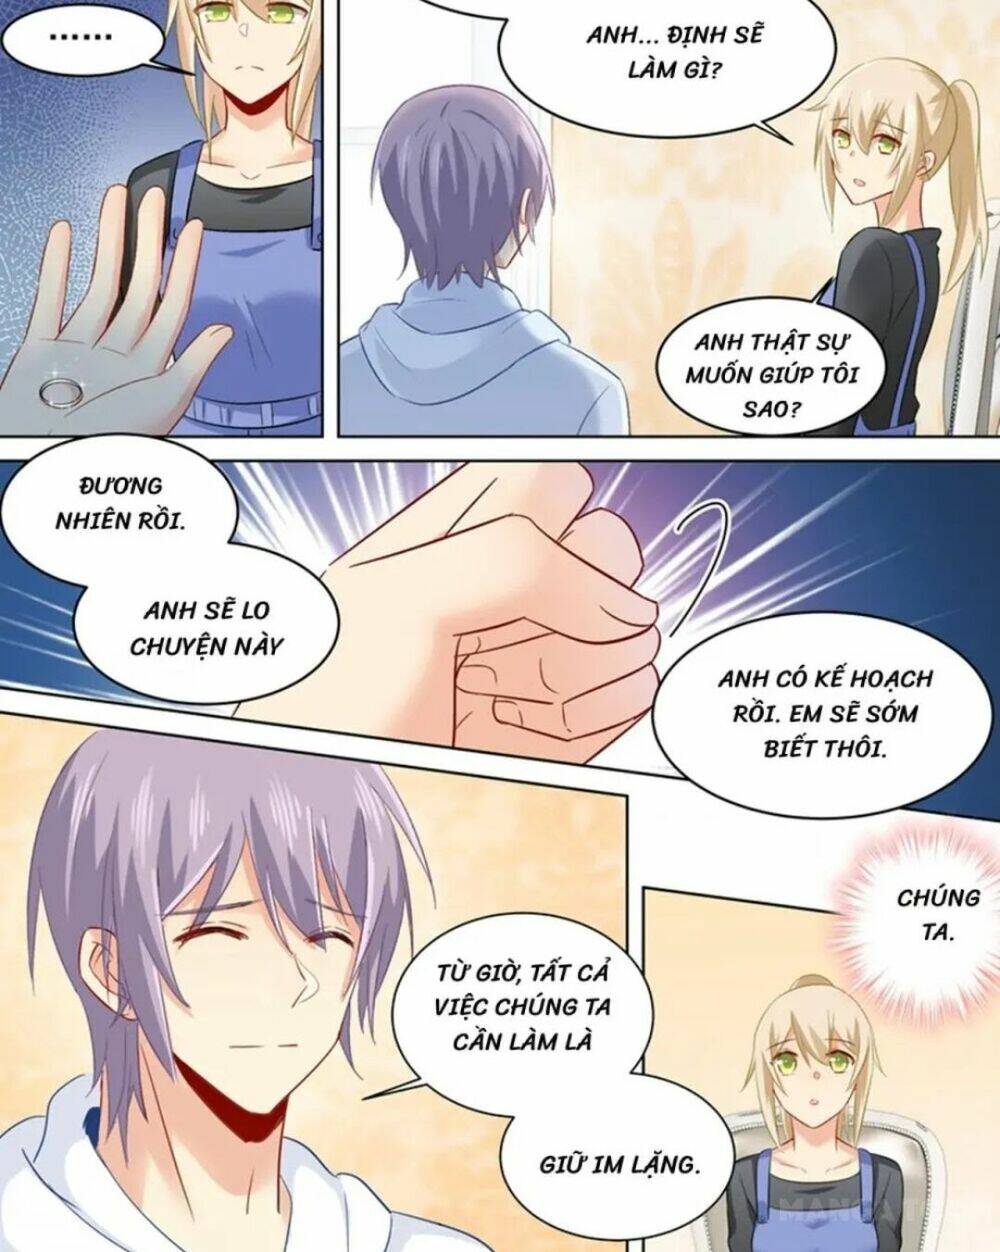 ......
ANH... ĐỊNH SẼ
LÀM GÌ?
ANH THẬT SỰ
MUỐN GIÚP TÔI
SAO?
ĐƯƠNG
NHIÊN RỒI.
ANH SẼ LO
CHUYỆN NÀY
ANH CÓ KẾ HOẠCH
RỒI. EM SẼ SỚM
BIẾT THÔI.
TỪ GIỜ, TẤT CẢ
VIỆC CHÚNG TA
CẦN LÀM LÀ
GIỮ IM LẶNG.
CHÚNG
TA.